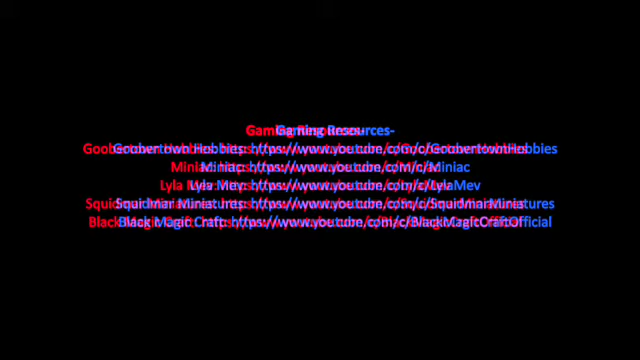 Gaming Resources-
Goobertown Hobbies: https://www.youtube.com/c/GoobertownHobbies
Miniac: https://www.youtube.com/c/Miniac
Lyla Mev: https://www.youtube.com/c/LylaMev
Squidmar Miniatures: https://www.youtube.com/c/SquidmarMiniatures
Black Magic Craft: https://www.youtube.com/c/BlackMagicCraftOfficial